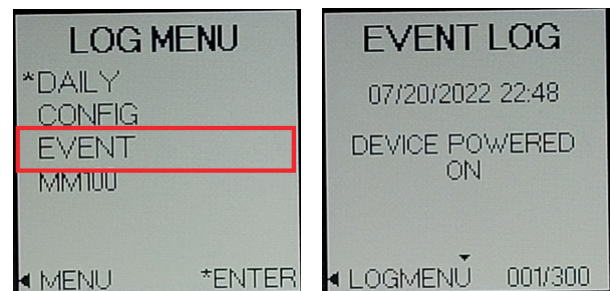 LOG MENU
*DAILY
CONFIG
EVENT
MM100
◄ MENU *ENTER
EVENT LOG
07/20/2022 22:48
DEVICE POWERED
ON
◄ LOGMENU 001/300